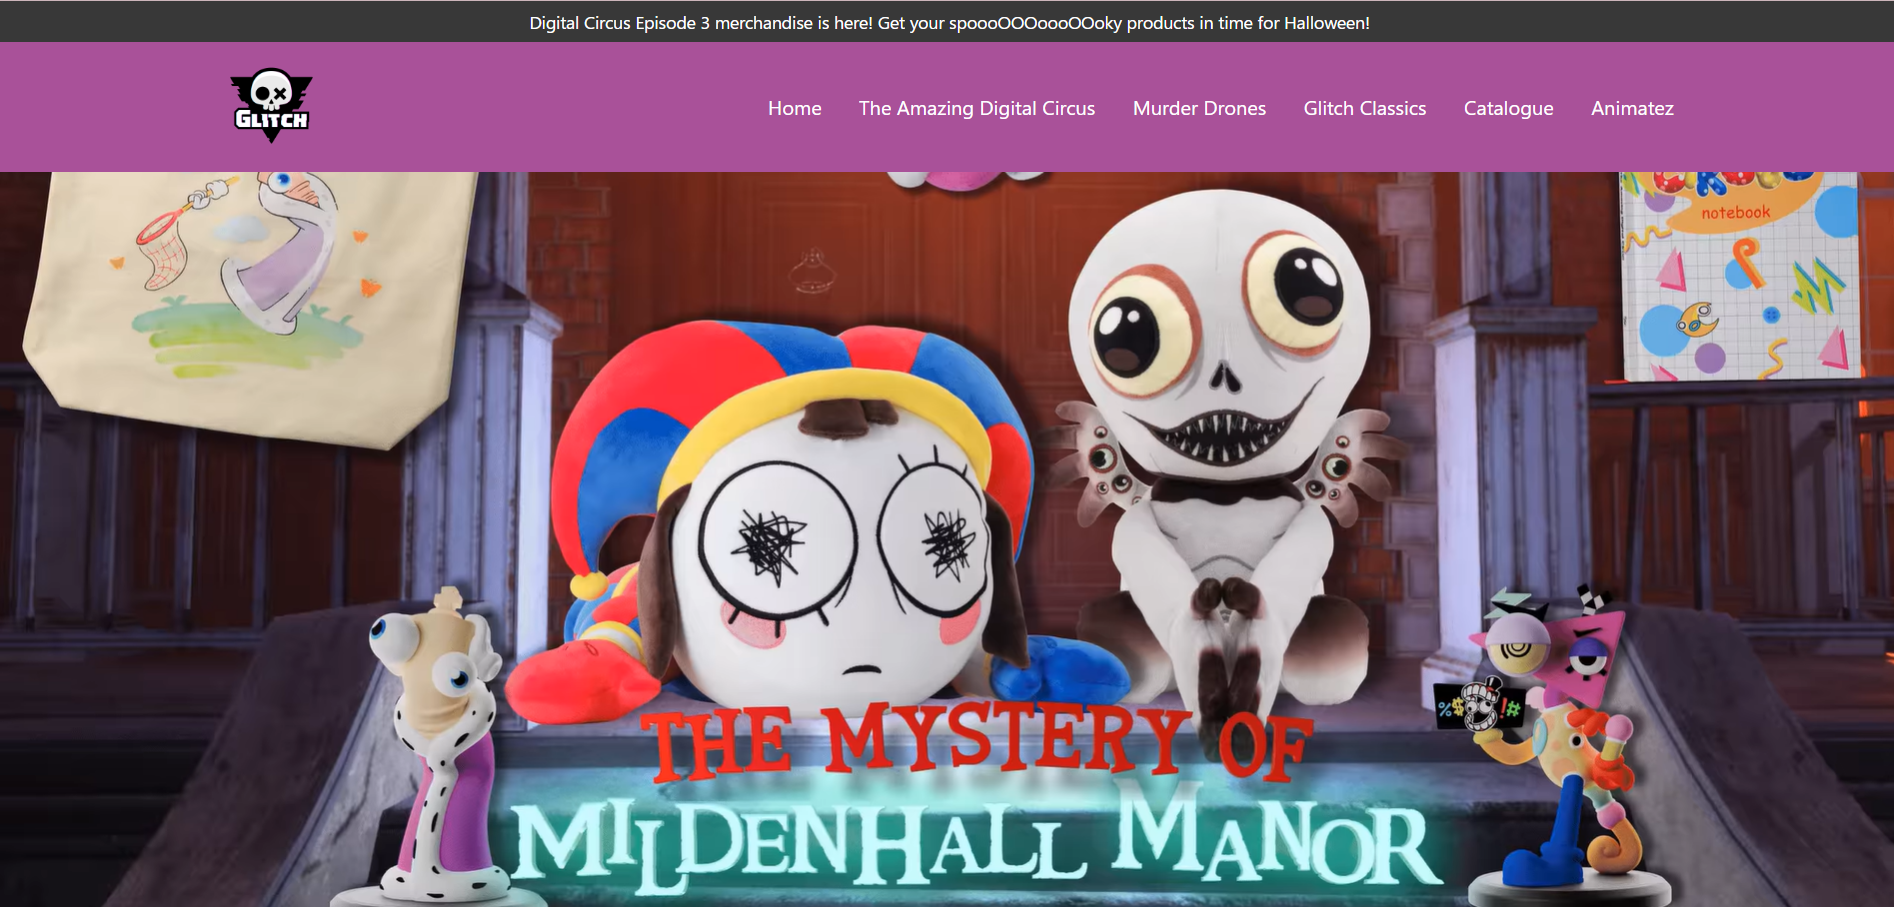 Digital Circus Episode 3 merchandise is here! Get your spoooOOOoooOOoky products in time for Halloween!
GLITCH
Home
The Amazing Digital Circus
Murder Drones
Glitch Classics
Catalogue
Animatez
notebook
%$!#
THE MYSTERY OF
MILDENHALL MANOR